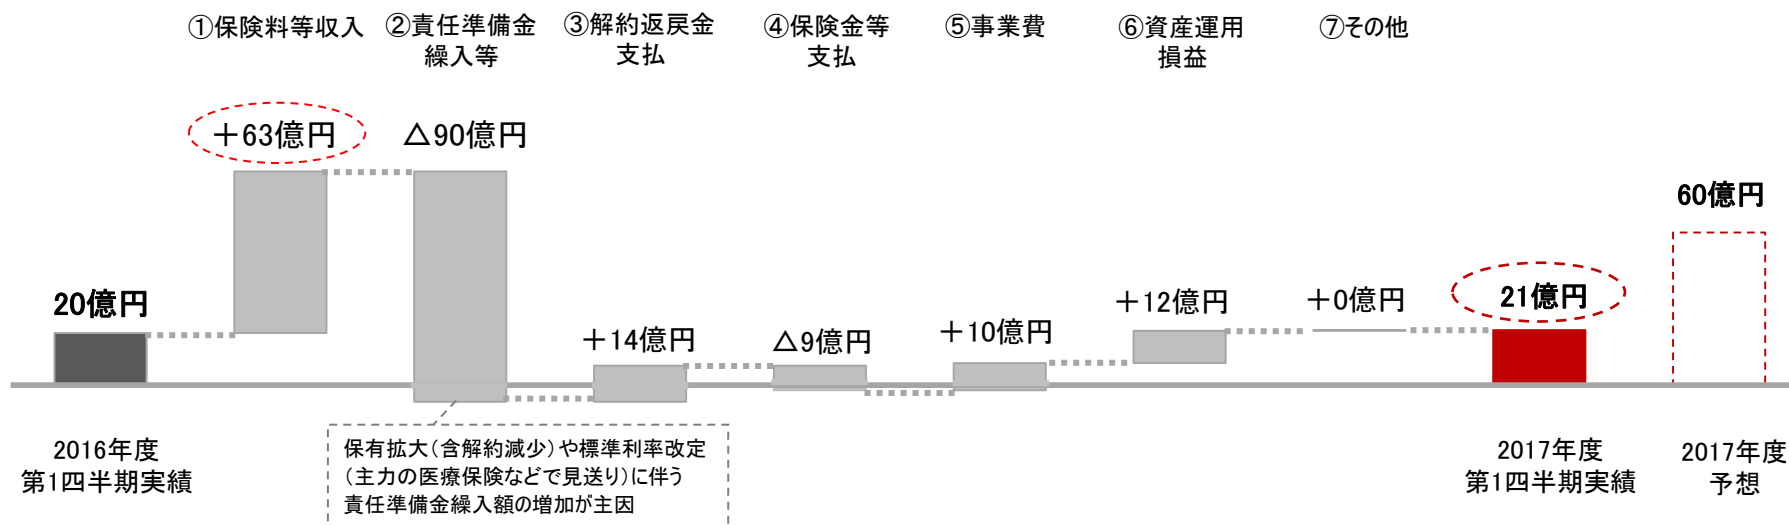 ①保険料等収入
②責任準備金
繰入等
③解約返戻金
支払
④保険金等
支払
⑤事業費
⑥資産運用
損益
⑦その他
＋63億円
△90億円
60億円
20億円
＋14億円
△9億円
＋10億円
＋12億円
＋0億円
21億円
保有拡大（含解約減少）や標準利率改定
（主力の医療保険などで見送り）に伴う
責任準備金繰入額の増加が主因
2016年度
第1四半期実績
2017年度
第1四半期実績
2017年度
予想